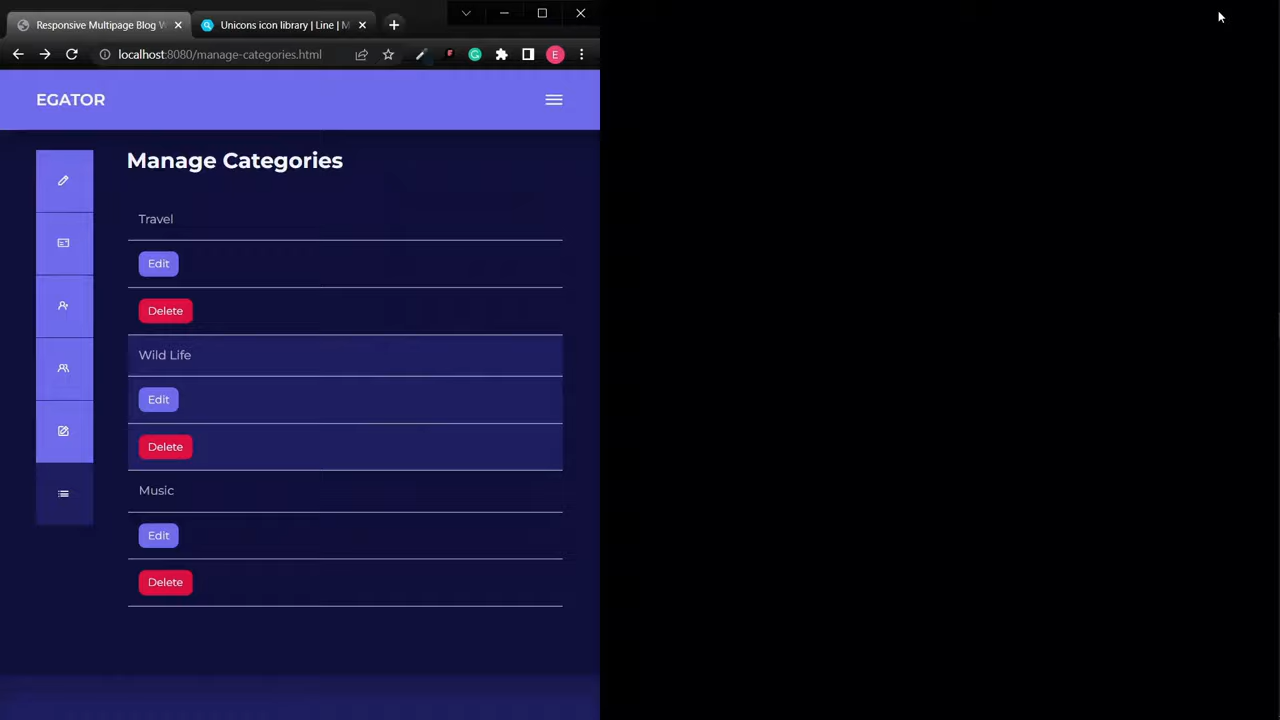 Responsive Multipage Blog W
Unicons icon library | Line | M
localhost:8080/manage-categories.html
E
EGATOR
Manage Categories
Travel
Edit
Delete
Wild Life
Edit
Delete
Music
Edit
Delete